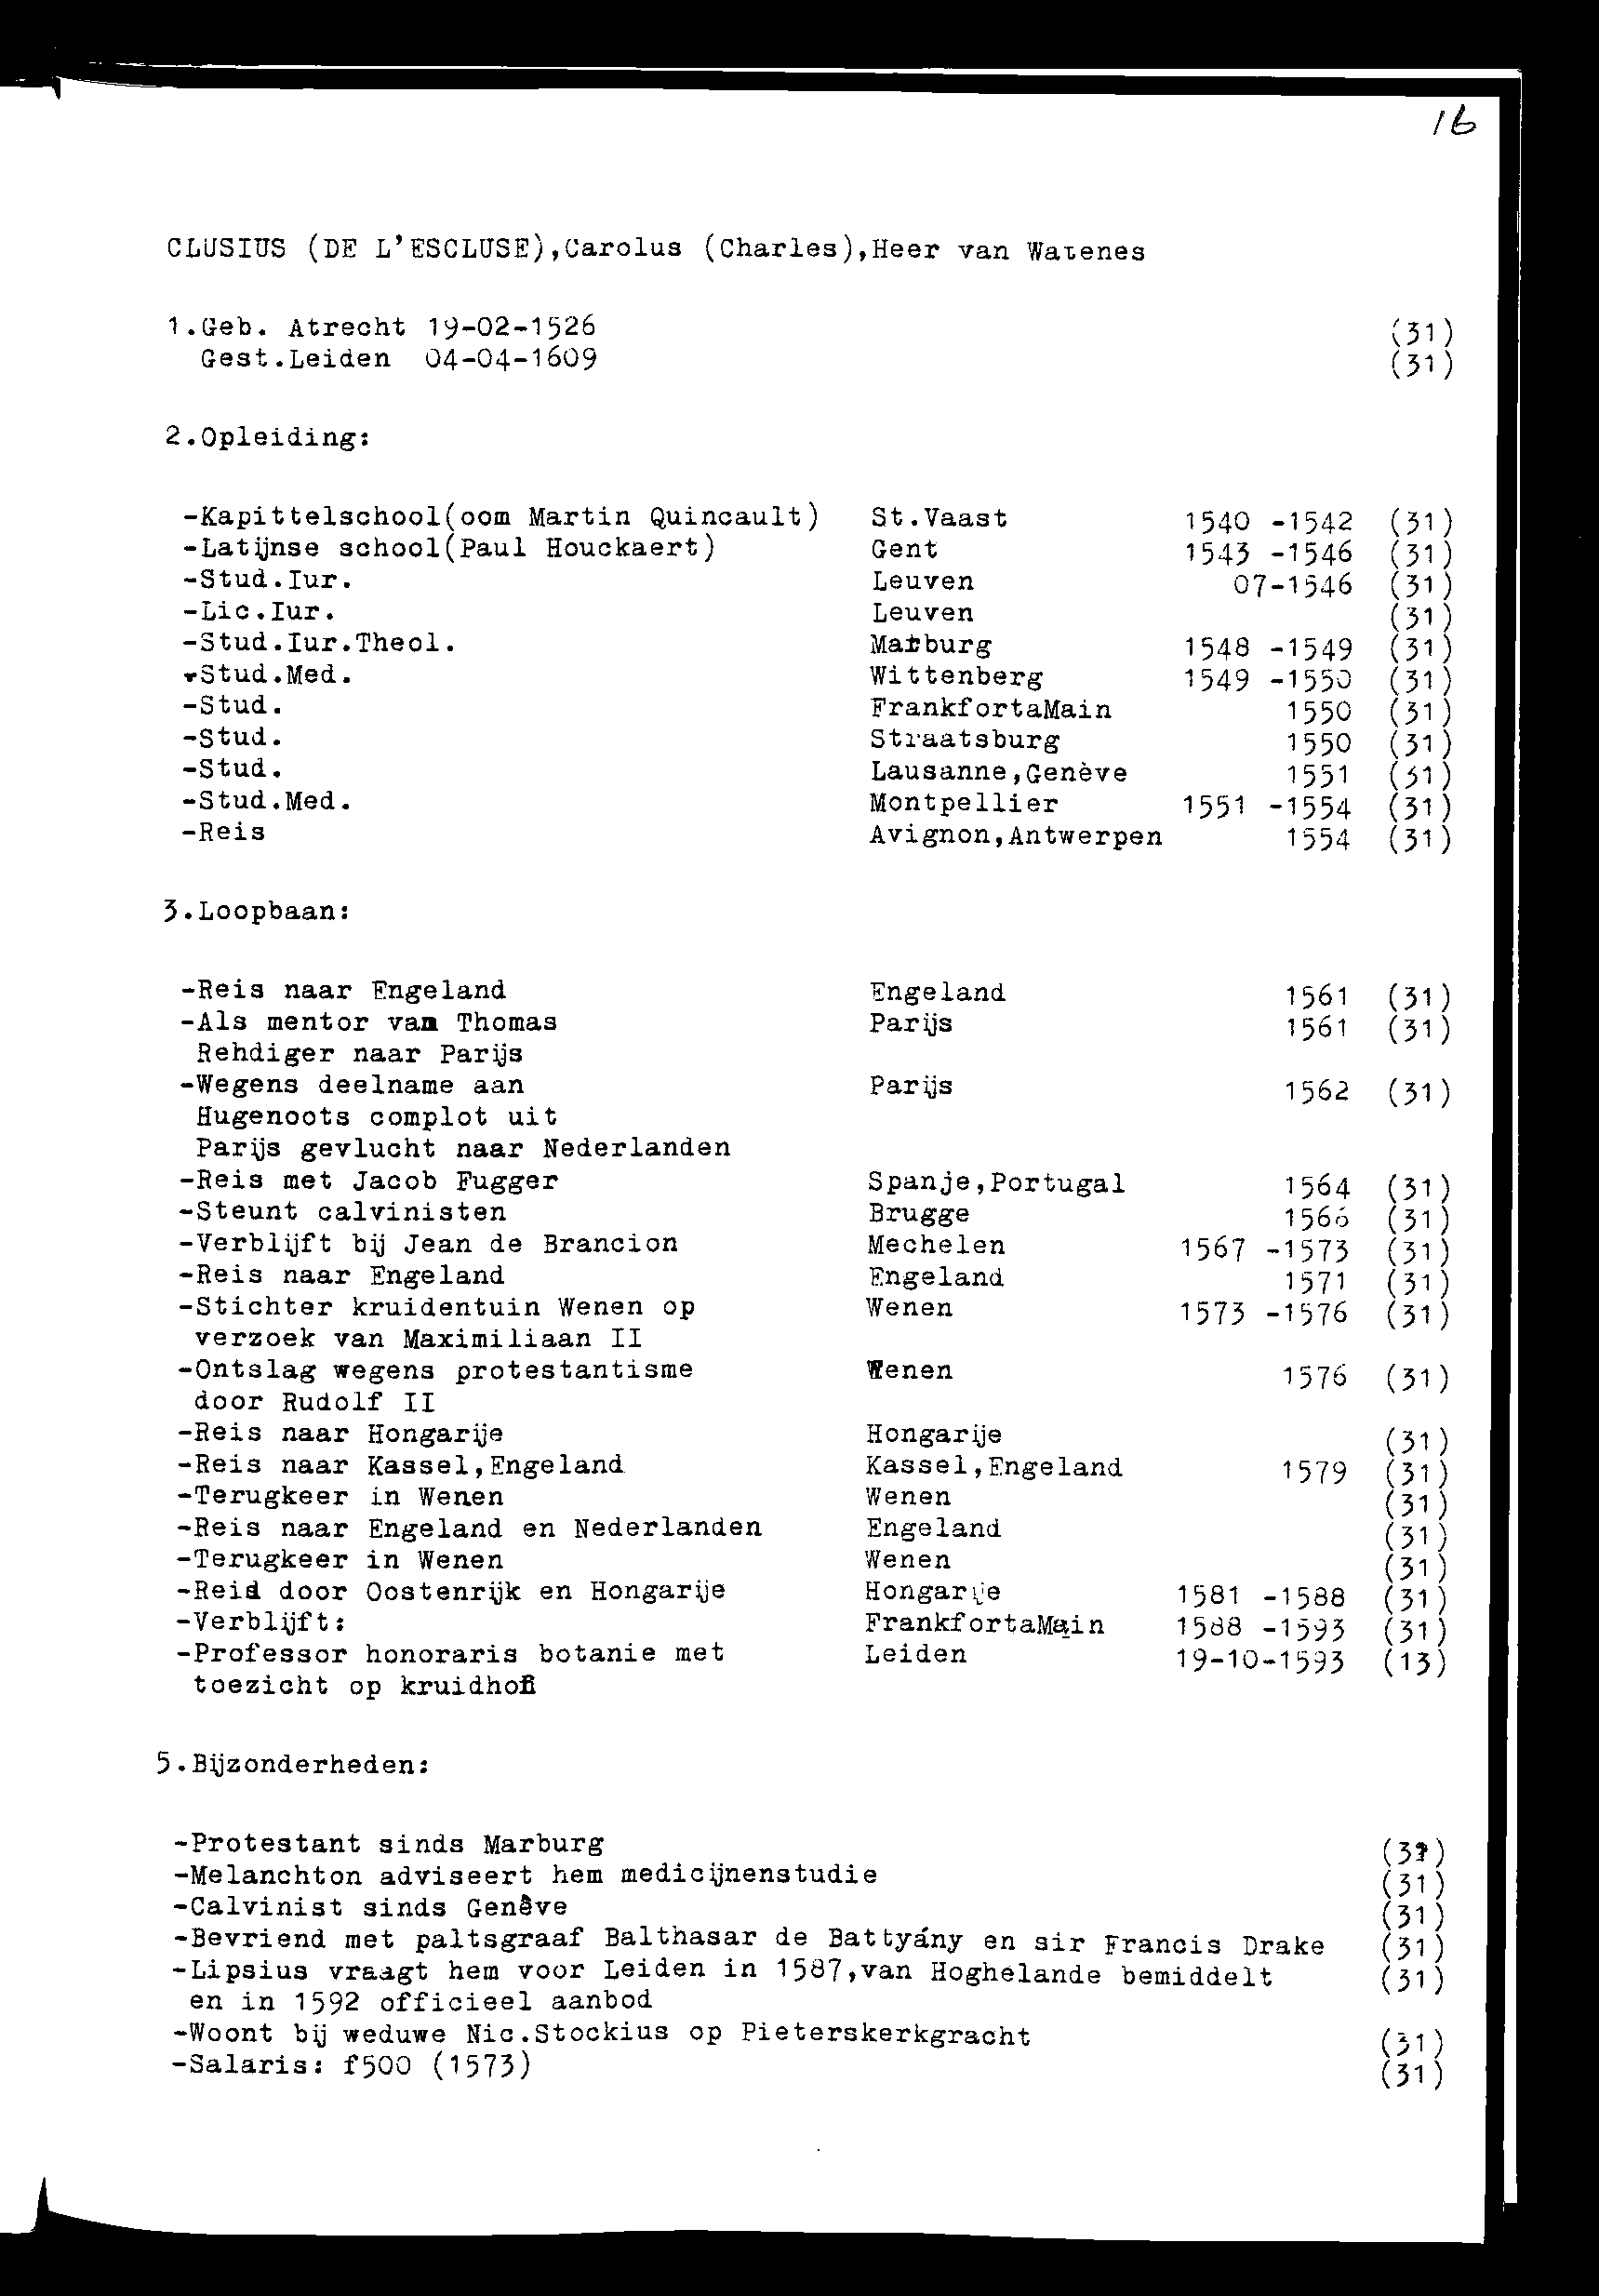 16
CLUSIUS (DE L'ESCLUSE),Carolus (Charles),Heer van Watenes
1.Geb. Atrecht 19-02-1526 (31)
Gest.Leiden 04-04-1609 (31)
2.Opleiding:
-Kapittelschool(oom Martin Quincault) St.Vaast 1540 -1542 (31)
-Latijnse school(Paul Houckaert) Gent 1543 -1546 (31)
-Stud.Iur. Leuven 07-1546 (31)
-Lic.Iur. Leuven (31)
-Stud.Iur.Theol. Marburg 1548 -1549 (31)
-Stud.Med. Wittenberg 1549 -1550 (31)
-Stud. FrankfortaMain 1550 (31)
-Stud. Straatsburg 1550 (31)
-Stud. Lausanne,Genève 1551 (31)
-Stud.Med. Montpellier 1551 -1554 (31)
-Reis Avignon,Antwerpen 1554 (31)
3.Loopbaan:
-Reis naar Engeland Engeland 1561 (31)
-Als mentor van Thomas Parijs 1561 (31)
Rehdiger naar Parijs
-Wegens deelname aan Parijs 1562 (31)
Hugenoots complot uit
Parijs gevlucht naar Nederlanden
-Reis met Jacob Fugger Spanje,Portugal 1564 (31)
-Steunt calvinisten Brugge 1566 (31)
-Verblijft bij Jean de Brancion Mechelen 1567 -1573 (31)
-Reis naar Engeland Engeland 1571 (31)
-Stichter kruidentuin Wenen op Wenen 1573 -1576 (31)
verzoek van Maximiliaan II
-Ontslag wegens protestantisme Wenen 1576 (31)
door Rudolf II
-Reis naar Hongarije Hongarije (31)
-Reis naar Kassel,Engeland Kassel,Engeland 1579 (31)
-Terugkeer in Wenen Wenen (31)
-Reis naar Engeland en Nederlanden Engeland (31)
-Terugkeer in Wenen Wenen (31)
-Reid door Oostenrijk en Hongarije Hongarije 1581 -1588 (31)
-Verblijft: FrankfortaMain 1588 -1593 (31)
-Professor honoraris botanie met Leiden 19-10-1593 (13)
toezicht op kruidhof
5.Bijzonderheden:
-Protestant sinds Marburg (31)
-Melanchton adviseert hem medicijnenstudie (31)
-Calvinist sinds Genève (31)
-Bevriend met paltsgraaf Balthasar de Battyány en sir Francis Drake (31)
-Lipsius vraagt hem voor Leiden in 1587,van Hoghelande bemiddelt (31)
en in 1592 officieel aanbod
-Woont bij weduwe Nic.Stockius op Pieterskerkgracht (31)
-Salaris: f500 (1573) (31)